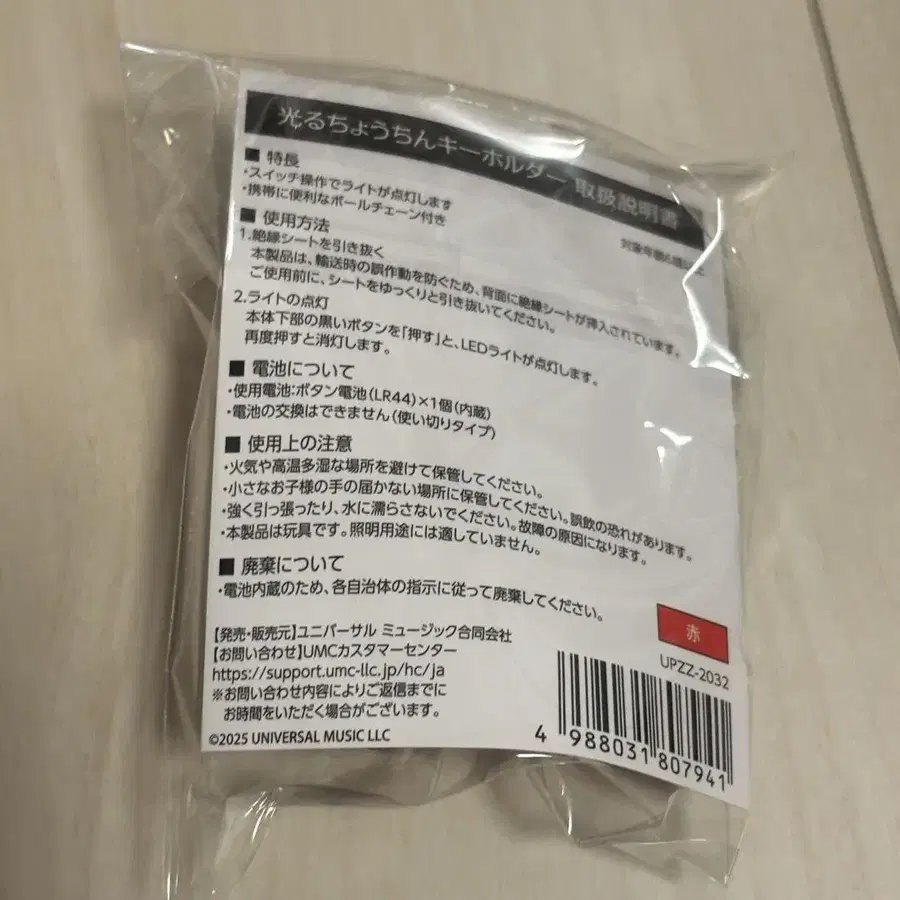 光るちょうちんキーホルダー 取扱説明書
対象年齢6歳以上
■ 特長
・スイッチ操作でライトが点灯します
・携帯に便利なボールチェーン付き
■ 使用方法
1.絶縁シートを引き抜く
本製品は、輸送時の誤作動を防ぐため、背面に絶縁シートが挿入されています。
ご使用前に、シートをゆっくりと引き抜いてください。
2.ライトの点灯
本体下部の黒いボタンを「押す」と、LEDライトが点灯します。
再度押すと消灯します。
■ 電池について
・使用電池:ボタン電池(LR44)×1個(内蔵)
・電池の交換はできません(使い切りタイプ)
■ 使用上の注意
・火気や高温多湿な場所を避けて保管してください。
・小さなお子様の手の届かない場所に保管してください。誤飲の恐れがあります。
・強く引っ張ったり、水に濡らさないでください。故障の原因になります。
・本製品は玩具です。照明用途には適していません。
■ 廃棄について
・電池内蔵のため、各自治体の指示に従って廃棄してください。
【発売・販売元】ユニバーサル ミュージック合同会社
【お問い合わせ】UMCカスタマーセンター
https://support.umc-llc.jp/hc/ja
※お問い合わせ内容によりご返信までに
お時間をいただく場合がございます。
©2025 UNIVERSAL MUSIC LLC
赤
UPZZ-2032
4 988031 807941